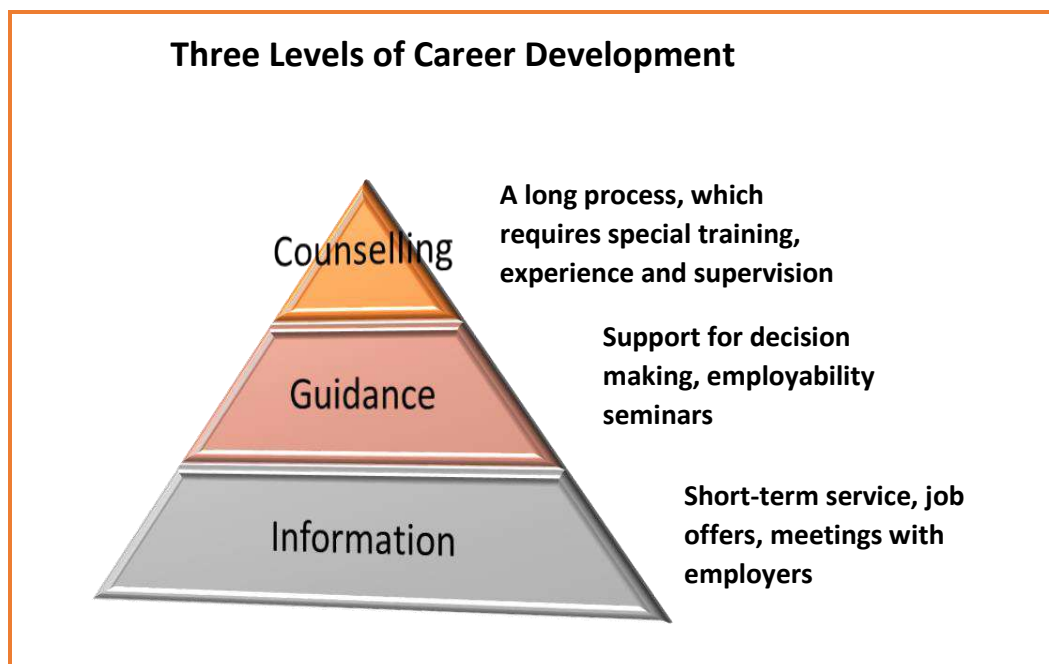 Three Levels of Career Development
Counselling
A long process, which
requires special training,
experience and supervision
Guidance
Support for decision
making, employability
seminars
Information
Short-term service, job
offers, meetings with
employers